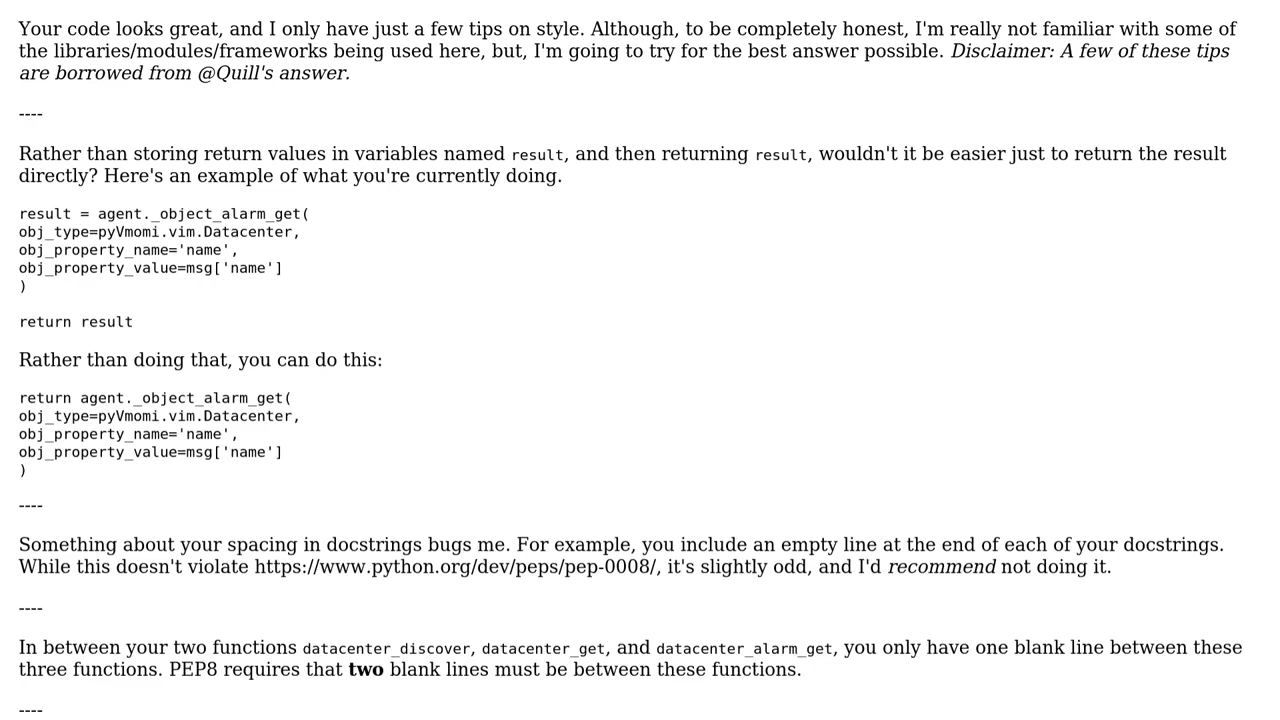 Your code looks great, and I only have just a few tips on style. Although, to be completely honest, I'm really not familiar with some of
the libraries/modules/frameworks being used here, but, I'm going to try for the best answer possible. Disclaimer: A few of these tips
are borrowed from @Quill's answer.
----
Rather than storing return values in variables named result, and then returning result, wouldn't it be easier just to return the result
directly? Here's an example of what you're currently doing.
result = agent._object_alarm_get(
obj_type=pyVmomi.vim.Datacenter,
obj_property_name='name',
obj_property_value=msg['name']
)
return result
Rather than doing that, you can do this:
return agent._object_alarm_get(
obj_type=pyVmomi.vim.Datacenter,
obj_property_name='name',
obj_property_value=msg['name']
)
----
Something about your spacing in docstrings bugs me. For example, you include an empty line at the end of each of your docstrings.
While this doesn't violate https://www.python.org/dev/peps/pep-0008/, it's slightly odd, and I'd recommend not doing it.
----
In between your two functions datacenter_discover, datacenter_get, and datacenter_alarm_get, you only have one blank line between these
three functions. PEP8 requires that two blank lines must be between these functions.
----